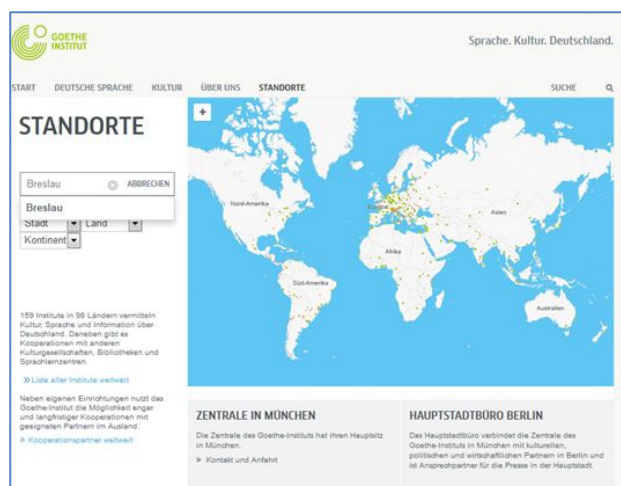 GOETHE
INSTITUT
Sprache. Kultur. Deutschland.
START DEUTSCHE SPRACHE KULTUR ÜBER UNS STANDORTE SUCHE
STANDORTE
+
Breslau ABBRECHEN
Breslau
Stadt Land
Kontinent
Nord-Amerika
Europa
Asien
Afrika
Süd-Amerika
Australien
159 Institute in 98 Ländern vermitteln
Kultur, Sprache und Information über
Deutschland. Daneben gibt es
Kooperationen mit anderen
Kulturgesellschaften, Bibliotheken und
Sprachlernzentren.
» Liste aller Institute weltweit
Neben eigenen Einrichtungen nutzt das
Goethe-Institut die Möglichkeit enger
und langfristiger Kooperationen mit
geeigneten Partnern im Ausland.
» Kooperationspartner weltweit
ZENTRALE IN MÜNCHEN
Die Zentrale des Goethe-Instituts hat ihren Hauptsitz
in München.
» Kontakt und Anfahrt
HAUPTSTADTBÜRO BERLIN
Das Hauptstadtbüro verbindet die Zentrale des
Goethe-Instituts in München mit kulturellen,
politischen und wirtschaftlichen Partnern in Berlin und
ist Ansprechpartner für die Presse in der Hauptstadt.